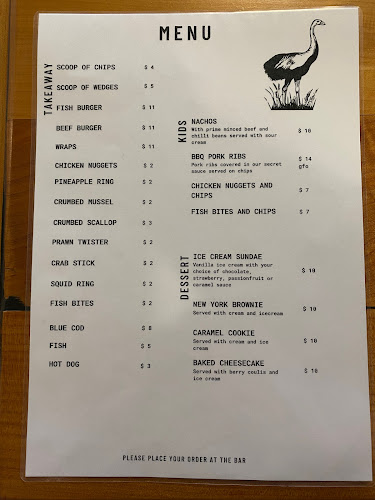 MENU
TAKEAWAY
SCOOP OF CHIPS $ 4
SCOOP OF WEDGES $ 5
FISH BURGER $ 11
BEEF BURGER $ 11
WRAPS $ 11
CHICKEN NUGGETS $ 2
PINEAPPLE RING $ 2
CRUMBED MUSSEL $ 2
CRUMBED SCALLOP $ 3
PRAWN TWISTER $ 2
CRAB STICK $ 2
SQUID RING $ 2
FISH BITES $ 2
BLUE COD $ 8
FISH $ 5
HOT DOG $ 3
KIDS
NACHOS
With prime minced beef and $ 10
chilli beans served with sour
cream
BBQ PORK RIBS $ 14
Pork ribs covered in our secret gfo
sauce served on chips
CHICKEN NUGGETS AND $ 7
CHIPS
FISH BITES AND CHIPS $ 7
DESSERT
ICE CREAM SUNDAE
Vanilla ice cream with your
choice of chocolate, $ 10
strawberry, passionfruit or
caramel sauce
NEW YORK BROWNIE $ 10
Served with cream and icecream
CARAMEL COOKIE
Served with cream and ice $ 10
cream
BAKED CHEESECAKE
Served with berry coulis and $ 10
ice cream
PLEASE PLACE YOUR ORDER AT THE BAR